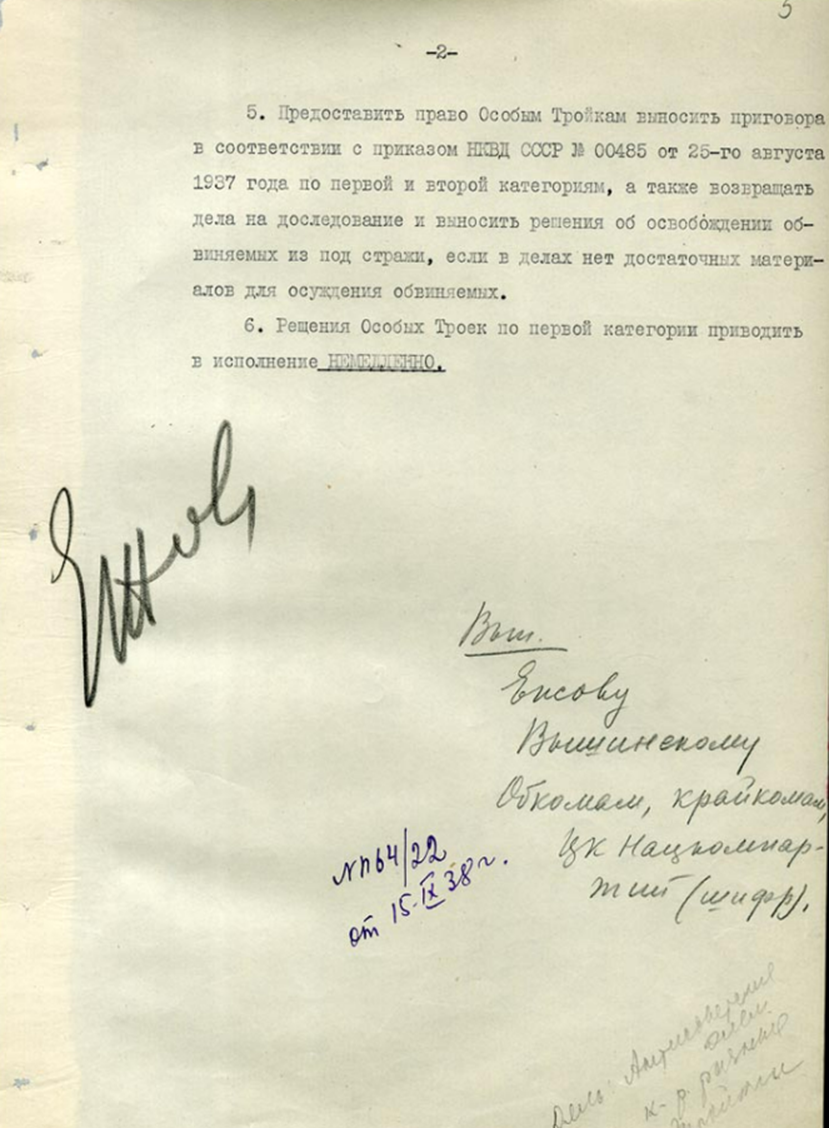 5
-2-
5. Предоставить право Особым Тройкам выносить приговора
в соответствии с приказом НКВД СССР № 00485 от 25-го августа
1937 года по первой и второй категориям, а также возвращать
дела на доследование и выносить решения об освобождении об-
виняемых из под стражи, если в делах нет достаточных матери-
алов для осуждения обвиняемых.
6. Решения Особых Троек по первой категории приводить
в исполнение НЕМЕДЛЕННО.
Ежов
Вып.
Ежову
Вышинскому
Обкомам, крайкомам,
ЦК Нацкомпар-
тий (шифр).
№П64/22
от 15.IX 38 г.
Дело:
к-р